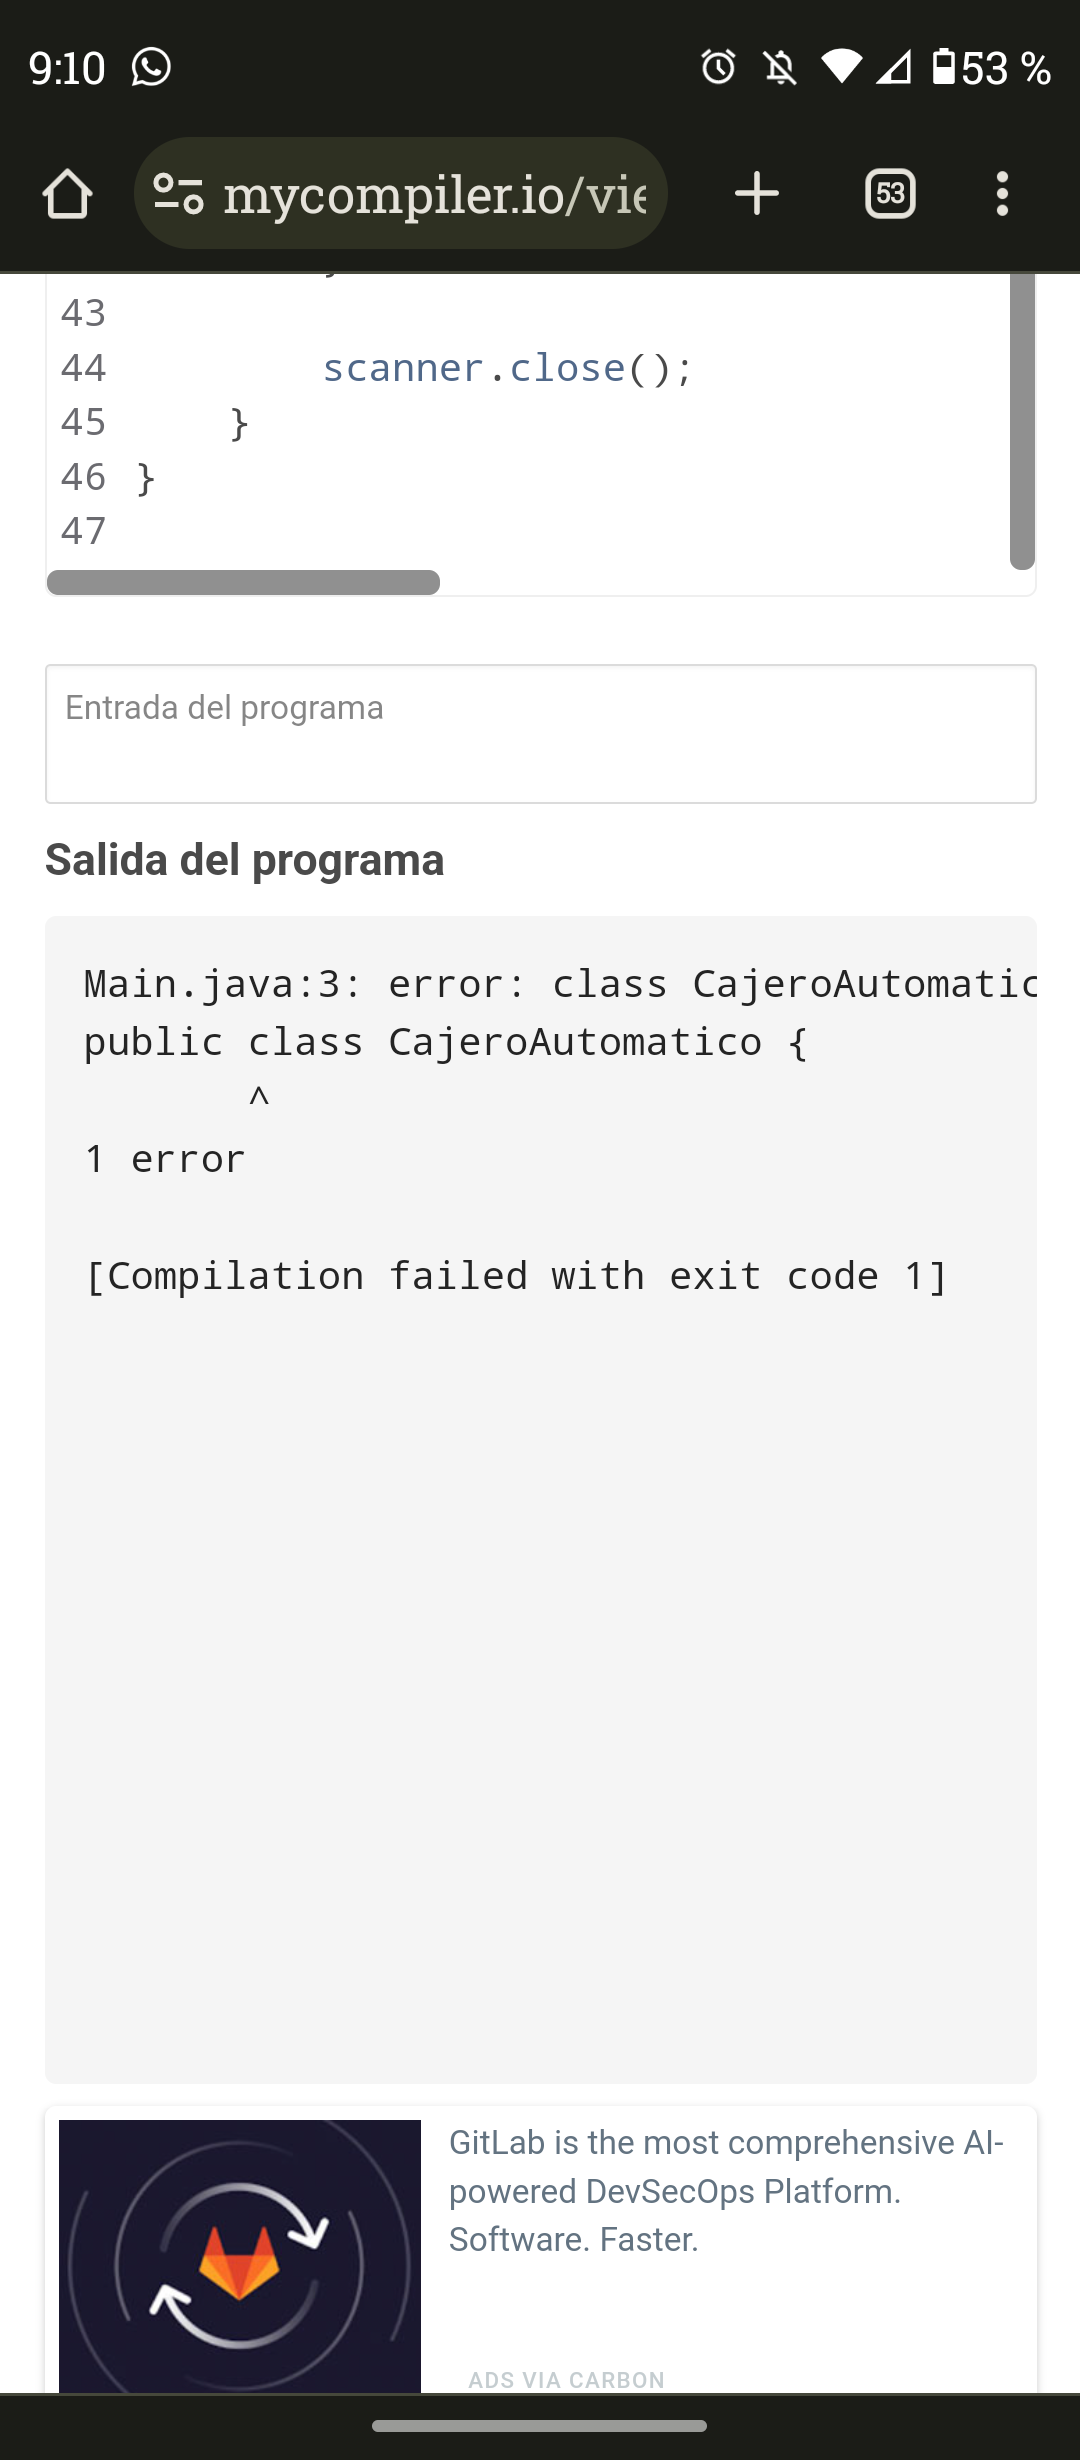 9:10
53 %
mycompiler.io/vie
53
43
44 scanner.close();
45 }
46 }
47
Entrada del programa
Salida del programa
Main.java:3: error: class CajeroAutomatic
public class CajeroAutomatico {
^
1 error
[Compilation failed with exit code 1]
GitLab is the most comprehensive AI-
powered DevSecOps Platform.
Software. Faster.
ADS VIA CARBON